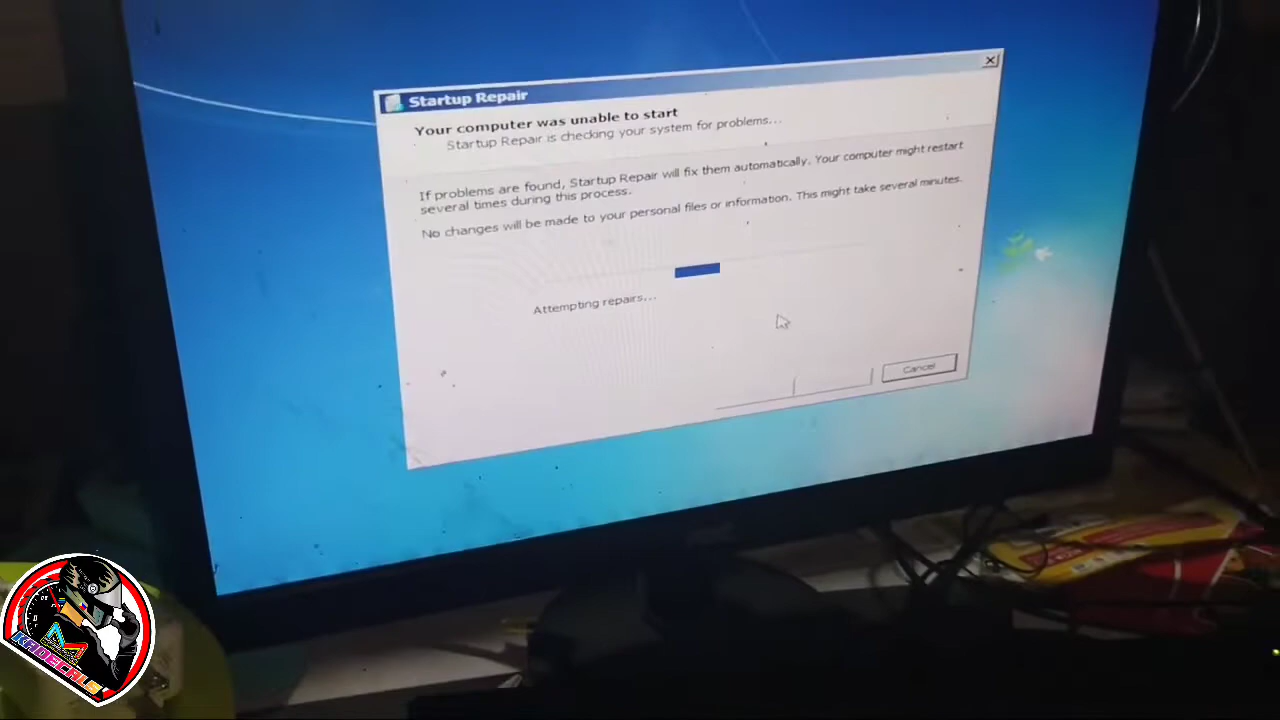 Startup Repair
Your computer was unable to start
Startup Repair is checking your system for problems...
If problems are found, Startup Repair will fix them automatically. Your computer might restart
several times during this process.
No changes will be made to your personal files or information. This might take several minutes.
Attempting repairs...
Cancel
KADECALS